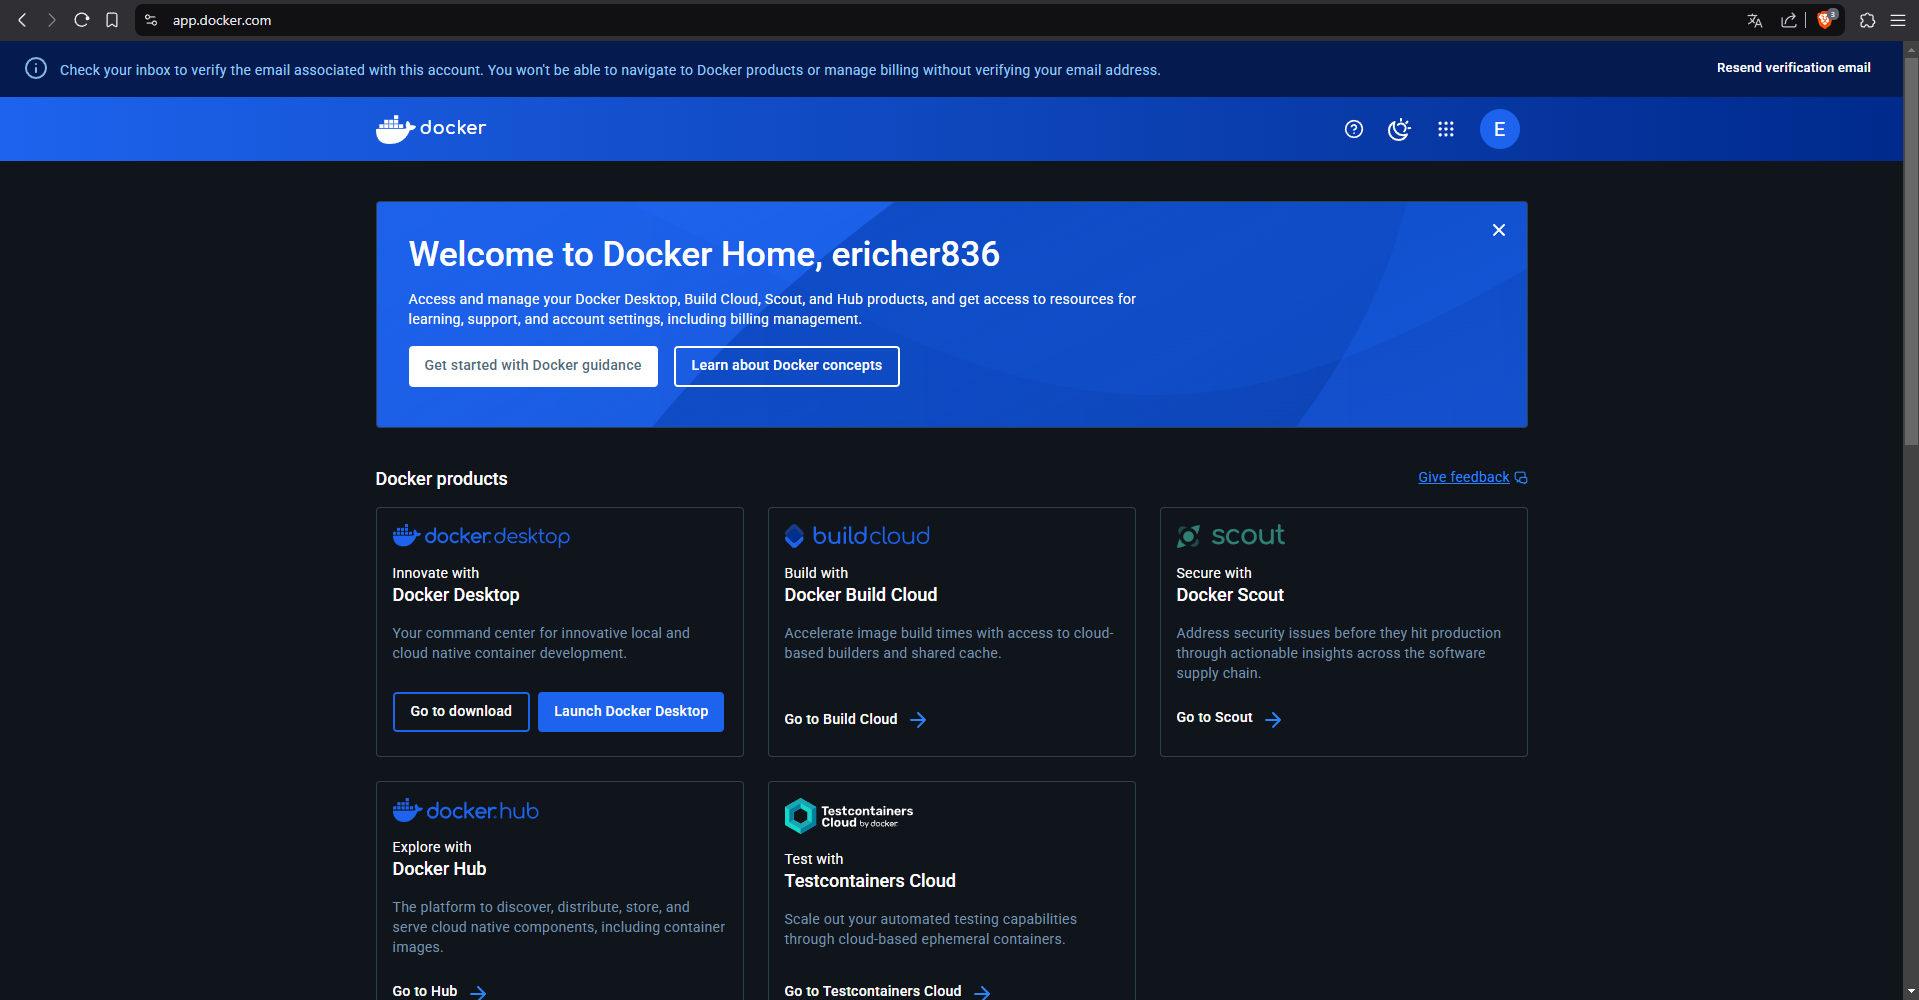 app.docker.com
3
Check your inbox to verify the email associated with this account. You won't be able to navigate to Docker products or manage billing without verifying your email address.
Resend verification email
docker
E
Welcome to Docker Home, ericher836
Access and manage your Docker Desktop, Build Cloud, Scout, and Hub products, and get access to resources for
learning, support, and account settings, including billing management.
Get started with Docker guidance
Learn about Docker concepts
Docker products
Give feedback
docker.desktop
Innovate with
Docker Desktop
Your command center for innovative local and
cloud native container development.
Go to download
Launch Docker Desktop
buildcloud
Build with
Docker Build Cloud
Accelerate image build times with access to cloud-
based builders and shared cache.
Go to Build Cloud
scout
Secure with
Docker Scout
Address security issues before they hit production
through actionable insights across the software
supply chain.
Go to Scout
docker.hub
Explore with
Docker Hub
The platform to discover, distribute, store, and
serve cloud native components, including container
images.
Go to Hub
Testcontainers
Cloud by docker
Test with
Testcontainers Cloud
Scale out your automated testing capabilities
through cloud-based ephemeral containers.
Go to Testcontainers Cloud